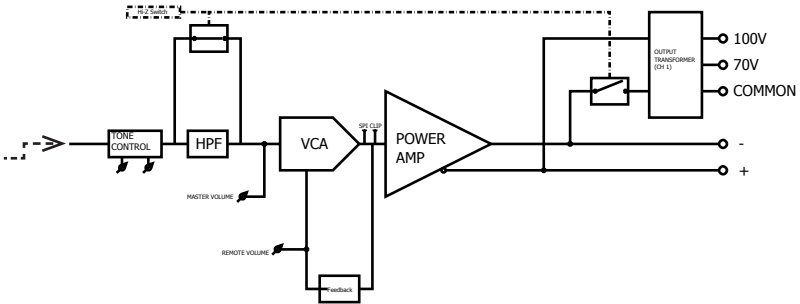 Hi-Z Switch
OUTPUT
TRANSFORMER
(CH 1)
100V
70V
COMMON
TONE
CONTROL
HPF
VCA
SPI CLIP
POWER
AMP
-
+
MASTER VOLUME
REMOTE VOLUME
Feedback